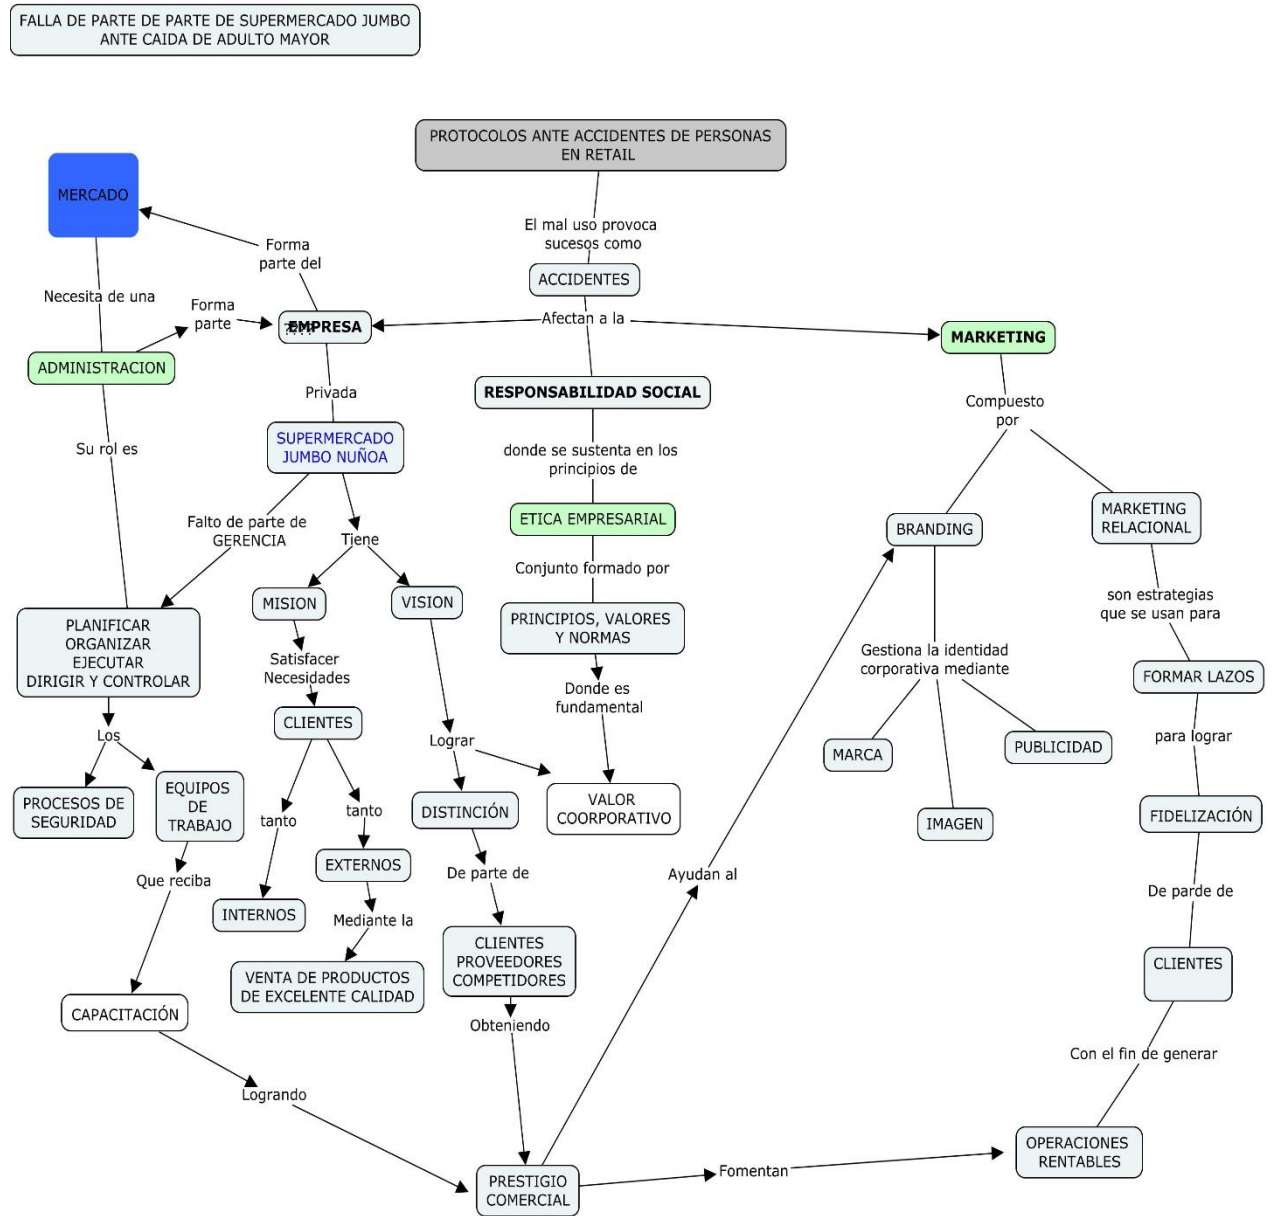 FALLA DE PARTE DE PARTE DE SUPERMERCADO JUMBO
ANTE CAIDA DE ADULTO MAYOR
PROTOCOLOS ANTE ACCIDENTES DE PERSONAS
EN RETAIL
MERCADO
El mal uso provoca
sucesos como
Forma
parte del
ACCIDENTES
Necesita de una
Forma
parte
????
EMPRESA
Afectan a la
MARKETING
ADMINISTRACION
Privada
RESPONSABILIDAD SOCIAL
Compuesto
por
Su rol es
SUPERMERCADO
JUMBO NUÑOA
donde se sustenta en los
principios de
MARKETING
RELACIONAL
Falto de parte de
GERENCIA
ETICA EMPRESARIAL
BRANDING
Tiene
Conjunto formado por
MISION
VISION
son estrategias
que se usan para
PLANIFICAR
ORGANIZAR
EJECUTAR
DIRIGIR Y CONTROLAR
PRINCIPIOS, VALORES
Y NORMAS
Satisfacer
Necesidades
Gestiona la identidad
corporativa mediante
FORMAR LAZOS
Donde es
fundamental
CLIENTES
Los
Lograr
MARCA
PUBLICIDAD
para lograr
PROCESOS DE
SEGURIDAD
EQUIPOS
DE
TRABAJO
tanto
tanto
DISTINCIÓN
VALOR
COORPORATIVO
IMAGEN
FIDELIZACIÓN
EXTERNOS
De parte de
Ayudan al
Que reciba
De parde de
INTERNOS
Mediante la
CLIENTES
PROVEEDORES
COMPETIDORES
CLIENTES
VENTA DE PRODUCTOS
DE EXCELENTE CALIDAD
CAPACITACIÓN
Obteniendo
Con el fin de generar
Logrando
OPERACIONES
RENTABLES
PRESTIGIO
COMERCIAL
Fomentan